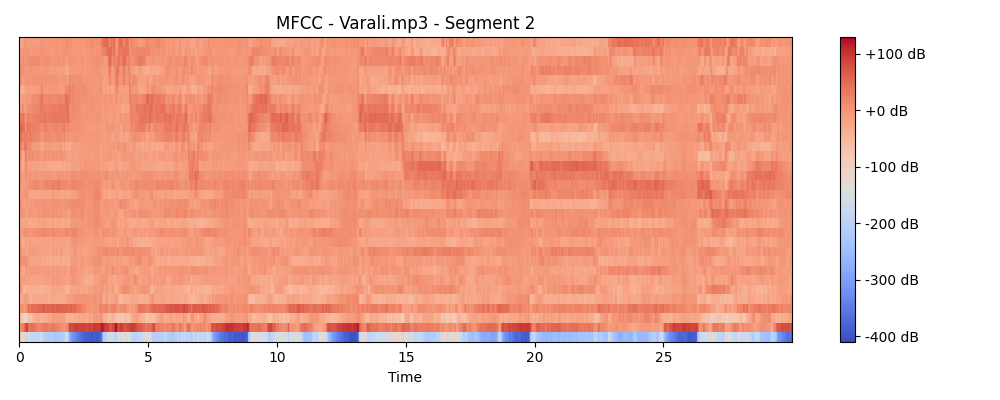 MFCC - Varali.mp3 - Segment 2
+100 dB
+0 dB
-100 dB
-200 dB
-300 dB
-400 dB
0 5 10 15 20 25
Time